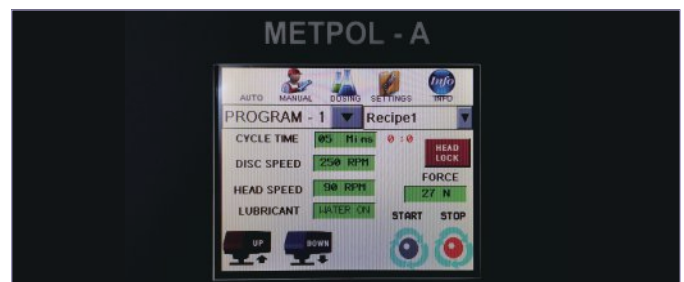 METPOL - A
AUTO MANUAL DOSING SETTINGS INFO
Info
PROGRAM - 1 Recipe1
CYCLE TIME 05 Mins 0 : 0
HEAD LOCK
DISC SPEED 250 RPM
FORCE
HEAD SPEED 90 RPM
27 N
LUBRICANT WATER ON
START STOP
UP DOWN